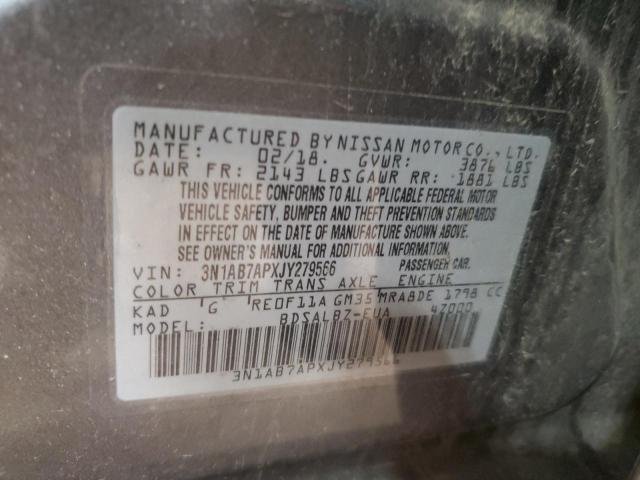 MANUFACTURED BY NISSAN MOTOR CO., LTD.
DATE: 02/18. GVWR: 3876 LBS
GAWR FR: 2143 LBS GAWR RR: 1881 LBS
THIS VEHICLE CONFORMS TO ALL APPLICABLE FEDERAL MOTOR
VEHICLE SAFETY, BUMPER AND THEFT PREVENTION STANDARDS
IN EFFECT ON THE DATE OF MANUFACTURE SHOWN ABOVE.
SEE OWNER'S MANUAL FOR ADDITIONAL INFORMATION.
VIN: 3N1AB7APXJY279566 PASSENGER CAR.
COLOR TRIM TRANS AXLE ENGINE
KAD G RE0F11A GM35 MRA8DE 1798 CC
MODEL: BDSALB7-EUA 4Z000
3N1AB7APXJY279566